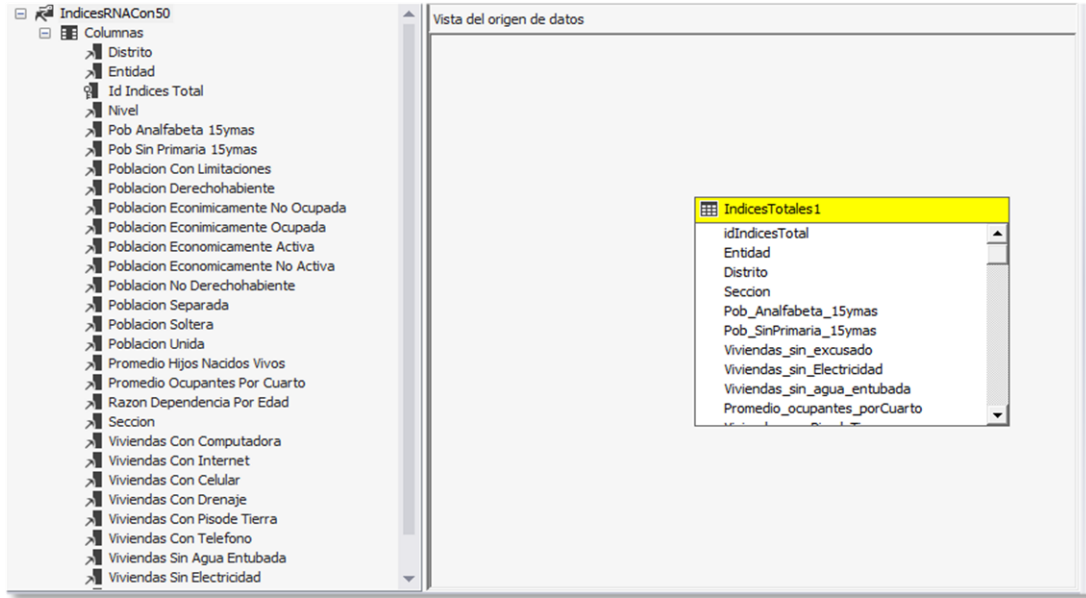 IndicesRNACon50
Columnas
Distrito
Entidad
Id Indices Total
Nivel
Pob Analfabeta 15ymas
Pob Sin Primaria 15ymas
Poblacion Con Limitaciones
Poblacion Derechohabiente
Poblacion Econimicamente No Ocupada
Poblacion Econimicamente Ocupada
Poblacion Economicamente Activa
Poblacion Economicamente No Activa
Poblacion No Derechohabiente
Poblacion Separada
Poblacion Soltera
Poblacion Unida
Promedio Hijos Nacidos Vivos
Promedio Ocupantes Por Cuarto
Razon Dependencia Por Edad
Seccion
Viviendas Con Computadora
Viviendas Con Internet
Viviendas Con Celular
Viviendas Con Drenaje
Viviendas Con Pisode Tierra
Viviendas Con Telefono
Viviendas Sin Agua Entubada
Viviendas Sin Electricidad
Vista del origen de datos
IndicesTotales1
idIndicesTotal
Entidad
Distrito
Seccion
Pob_Analfabeta_15ymas
Pob_SinPrimaria_15ymas
Viviendas_sin_excusado
Viviendas_sin_Electricidad
Viviendas_sin_agua_entubada
Promedio_ocupantes_porCuarto